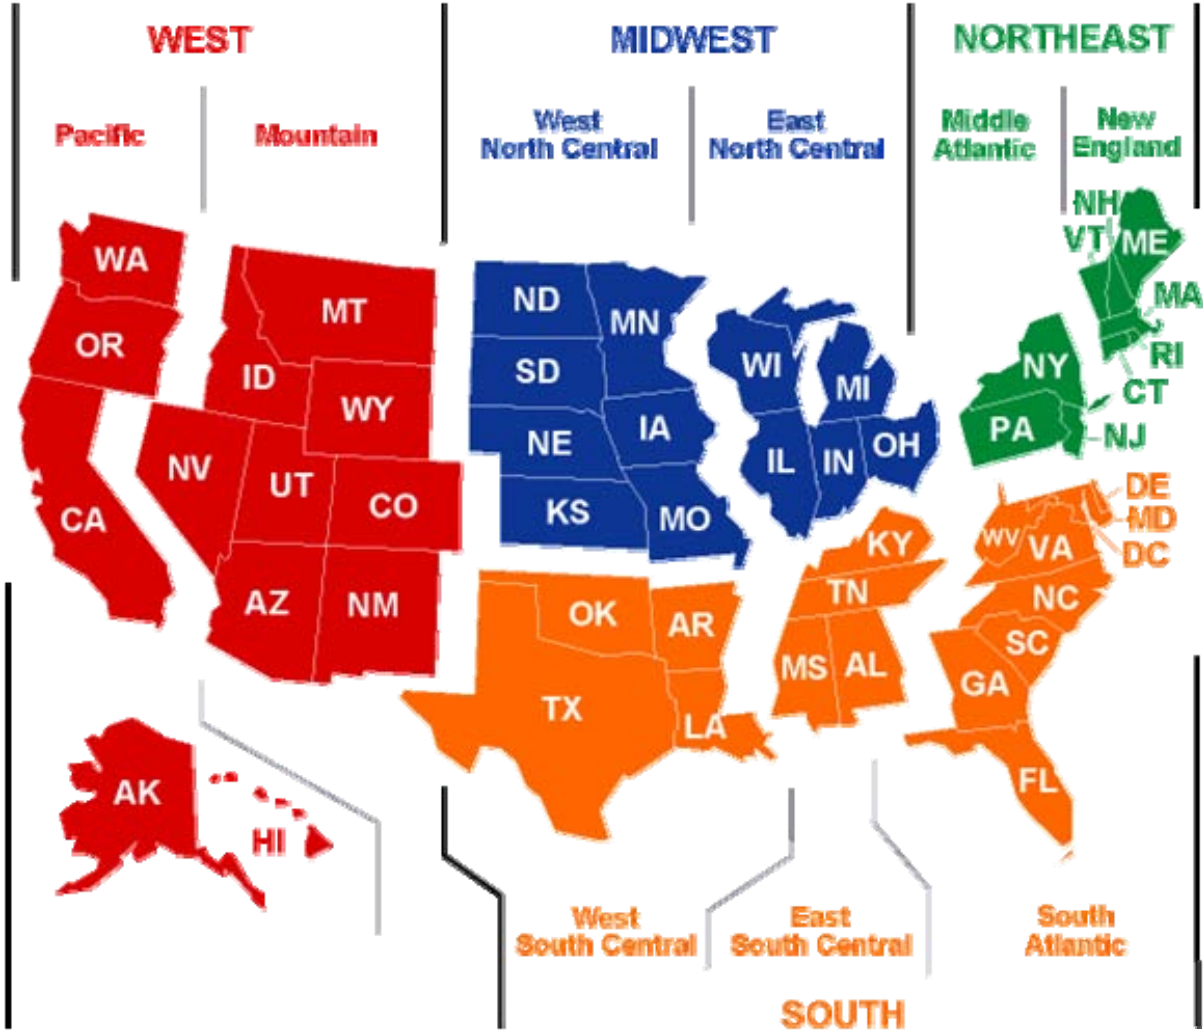 WEST
MIDWEST
NORTHEAST
Pacific
Mountain
West
North Central
East
North Central
Middle
Atlantic
New
England
WA
OR
CA
MT
ID
WY
NV
UT
CO
AZ
NM
AK
HI
ND
MN
SD
IA
NE
KS
MO
WI
MI
IL
IN
OH
NH
VT
ME
MA
RI
CT
NY
PA
NJ
DE
MD
DC
WV
VA
KY
TN
NC
SC
OK
AR
MS
AL
GA
TX
LA
FL
West
South Central
East
South Central
South
Atlantic
SOUTH